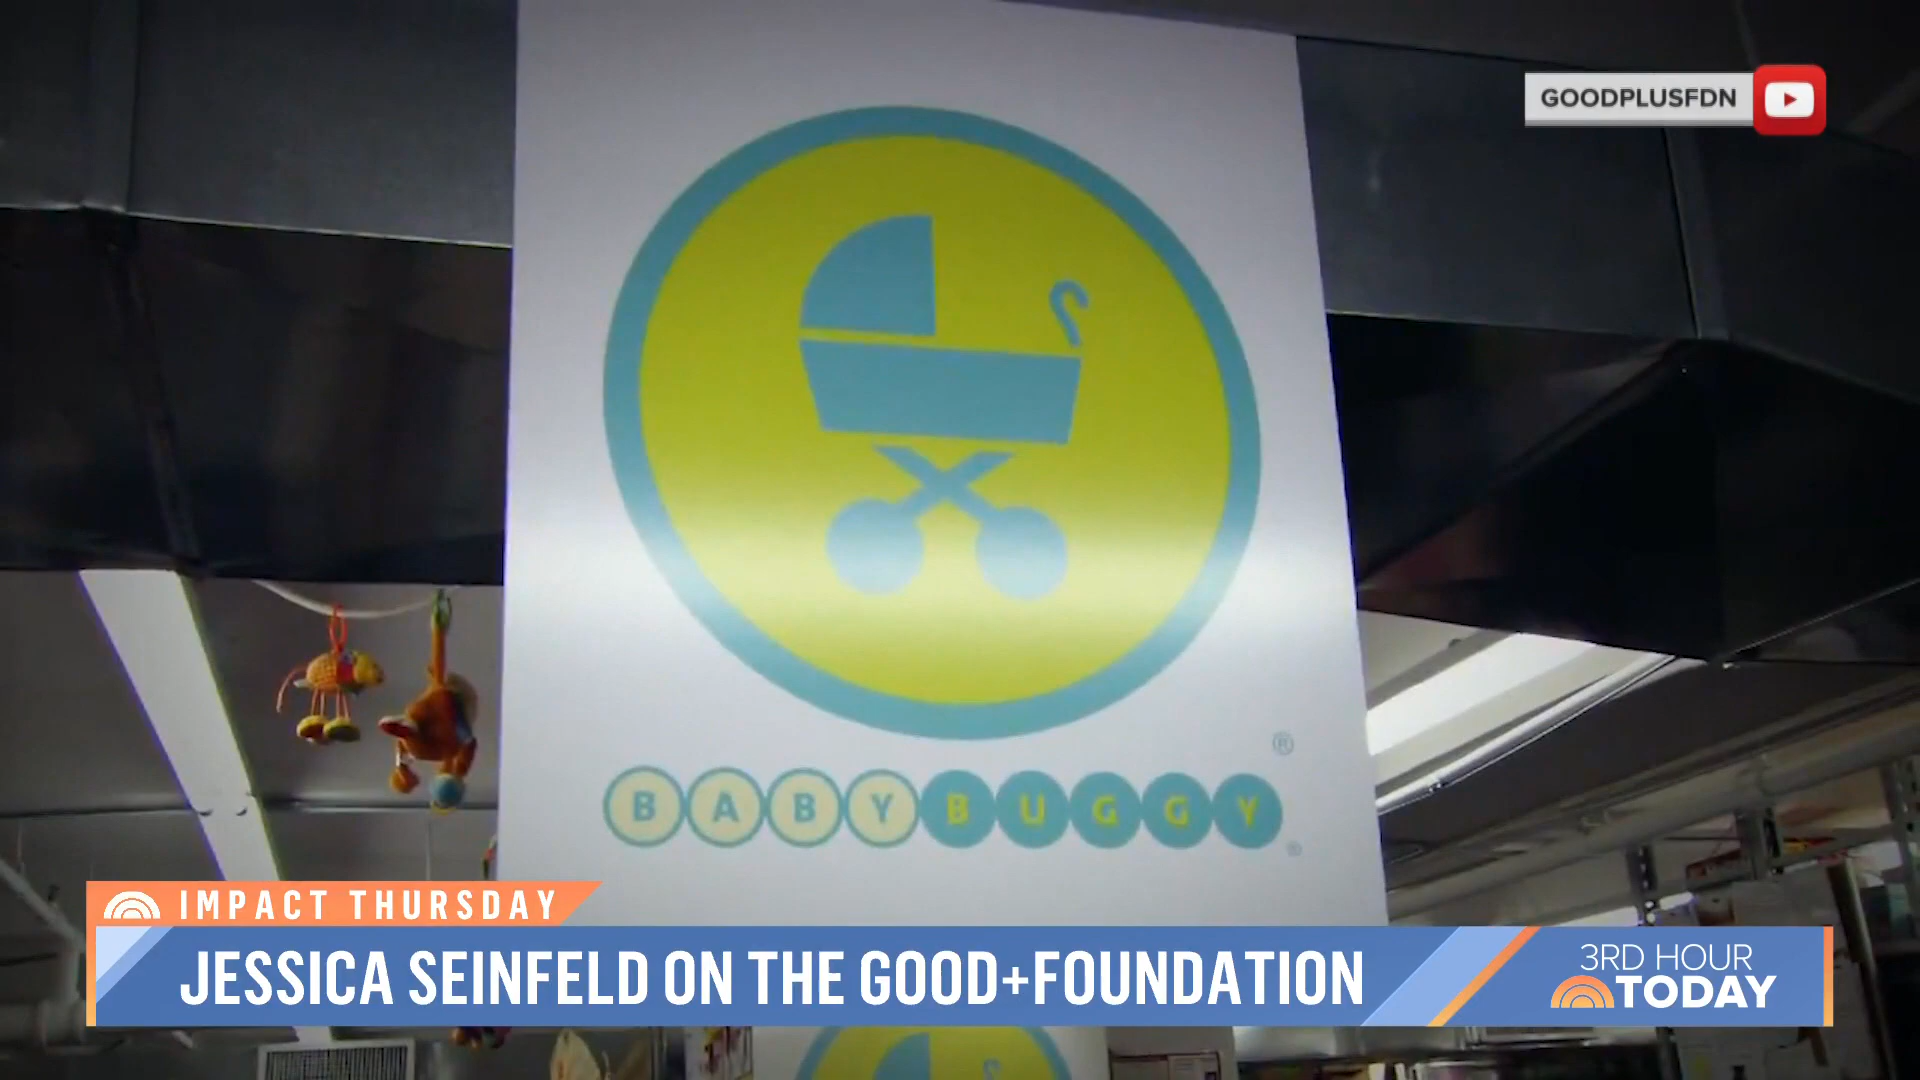 GOODPLUSFDN
®
BABYBUGGY
IMPACT THURSDAY
JESSICA SEINFELD ON THE GOOD+FOUNDATION
3RD HOUR
TODAY